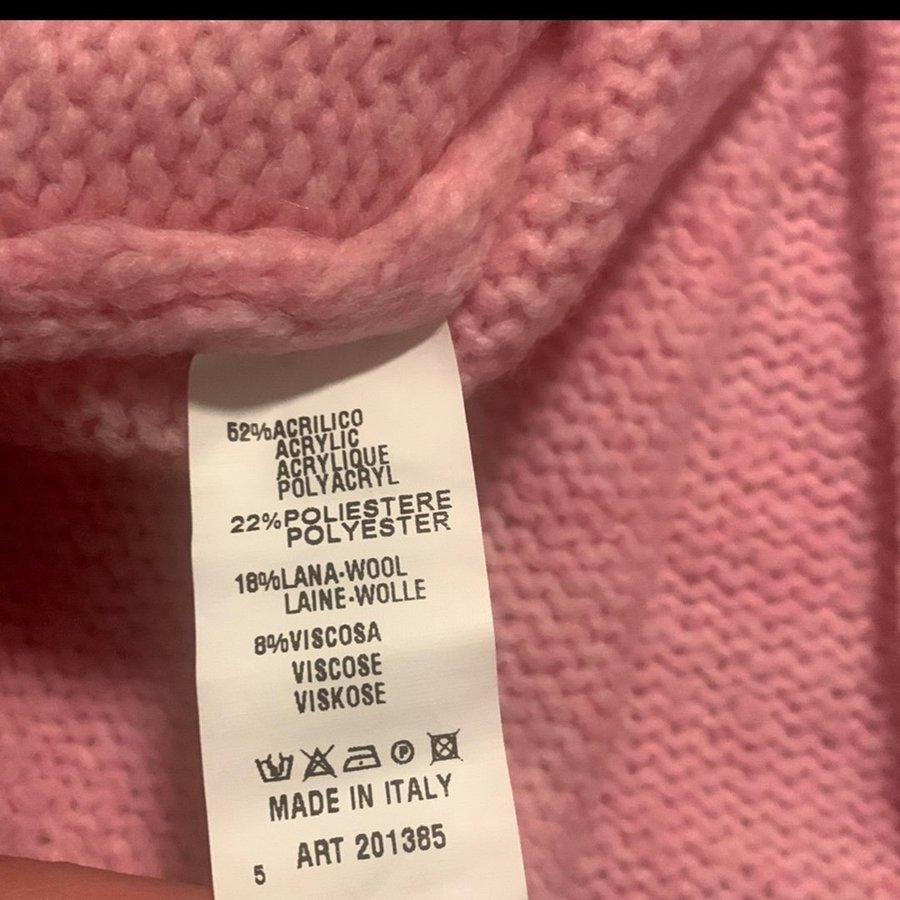 52%ACRILICO
ACRYLIC
ACRYLIQUE
POLYACRYL
22%POLIESTERE
POLYESTER
18%LANA-WOOL
LAINE-WOLLE
8%VISCOSA
VISCOSE
VISKOSE
P
MADE IN ITALY
ART 201385
5